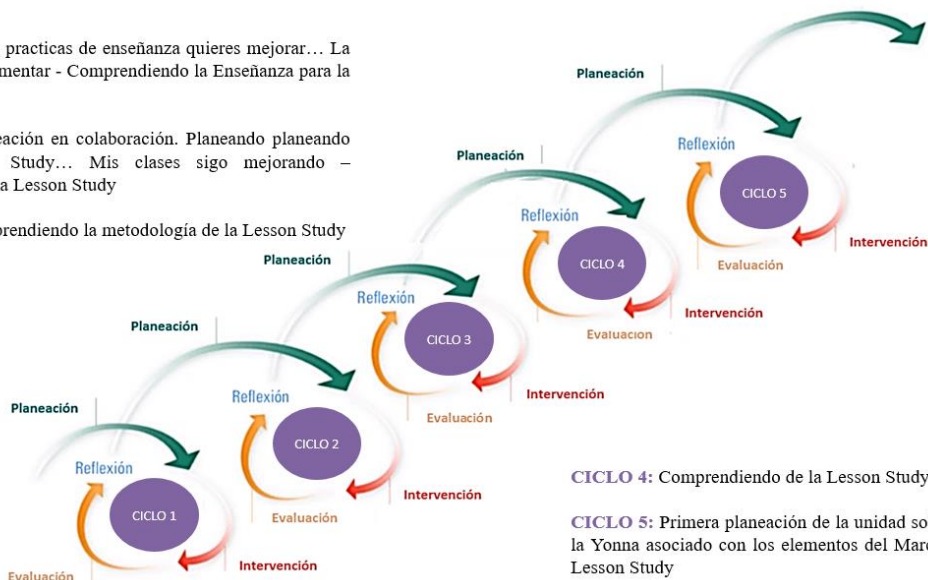 practicas de enseñanza quieres mejorar… La
mentar - Comprendiendo la Enseñanza para la
eación en colaboración. Planeando planeando
Study… Mis clases sigo mejorando –
a Lesson Study
prendiendo la metodología de la Lesson Study
Planeación
Reflexión
CICLO 5
Intervención
Evaluación
Planeación
Reflexión
CICLO 4
Intervención
Evaluacion
Planeación
Reflexión
CICLO 3
Intervención
Evaluación
Planeación
Reflexión
CICLO 2
Intervención
Evaluación
Planeación
Reflexión
CICLO 1
Intervención
Evaluación
CICLO 4: Comprendiendo de la Lesson Study
CICLO 5: Primera planeación de la unidad so
la Yonna asociado con los elementos del Marc
Lesson Study